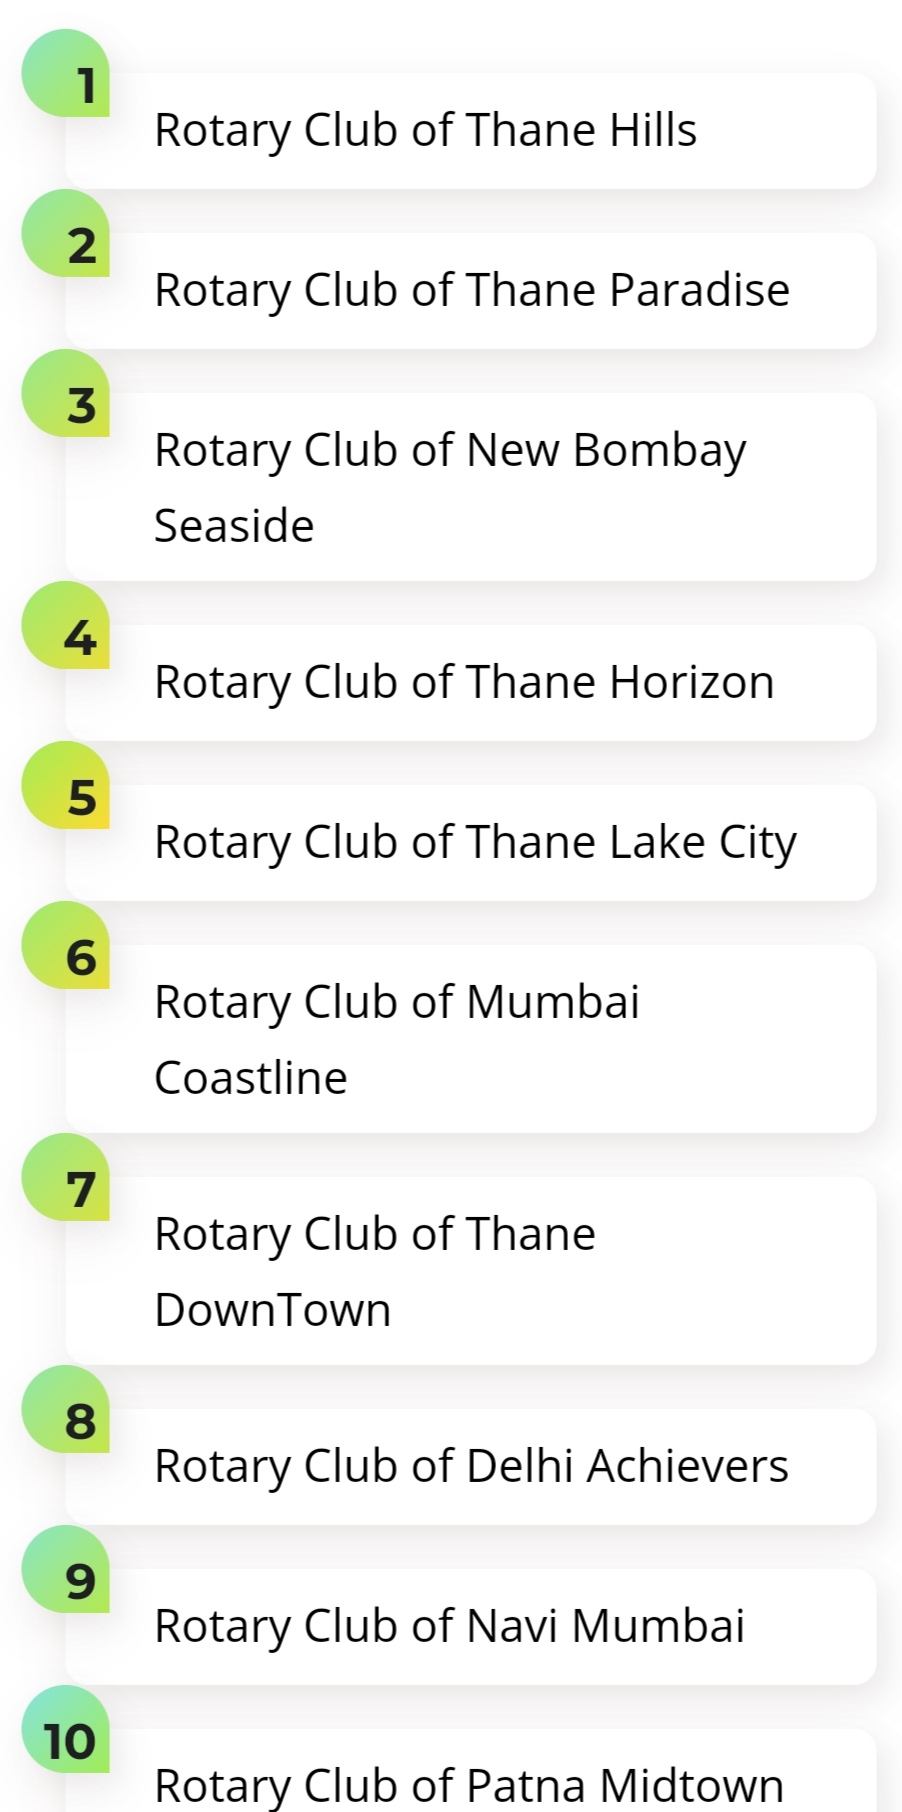 1
Rotary Club of Thane Hills
2
Rotary Club of Thane Paradise
3
Rotary Club of New Bombay
Seaside
4
Rotary Club of Thane Horizon
5
Rotary Club of Thane Lake City
6
Rotary Club of Mumbai
Coastline
7
Rotary Club of Thane
DownTown
8
Rotary Club of Delhi Achievers
9
Rotary Club of Navi Mumbai
10
Rotary Club of Patna Midtown